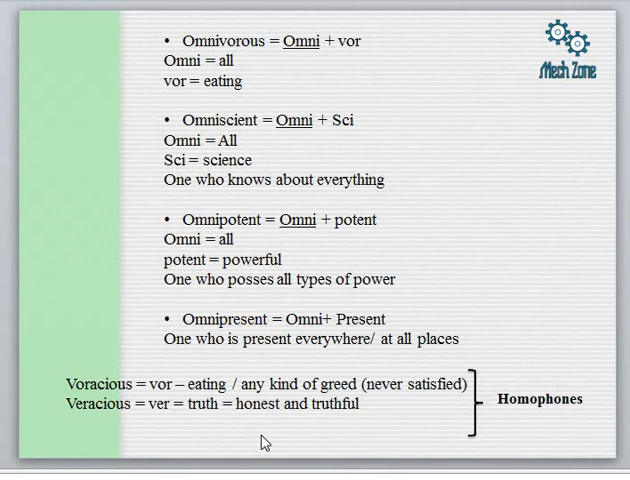 • Omnivorous = Omni + vor
Omni = all
vor = eating
• Omniscient = Omni + Sci
Omni = All
Sci = science
One who knows about everything
• Omnipotent = Omni + potent
Omni = all
potent = powerful
One who posses all types of power
• Omnipresent = Omni+ Present
One who is present everywhere/ at all places
Voracious = vor – eating / any kind of greed (never satisfied)
Veracious = ver = truth = honest and truthful
Homophones
Mech Zone